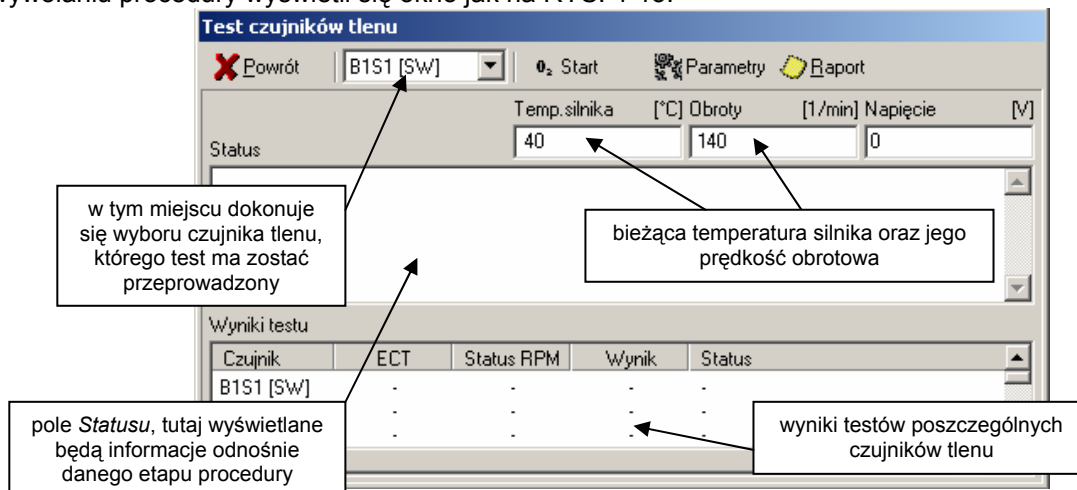 Test czujników tlenu
Powrót B1S1 [SW] 0₂ Start Parametry Raport
Temp.silnika [°C] Obroty [1/min] Napięcie [V]
Status 40 140 0
w tym miejscu dokonuje
się wyboru czujnika tlenu,
którego test ma zostać
przeprowadzony
bieżąca temperatura silnika oraz jego
prędkość obrotowa
Wyniki testu
Czujnik ECT Status RPM Wynik Status
B1S1 [SW] - - - -
- - - -
- - - -
pole Statusu, tutaj wyświetlane
będą informacje odnośnie
danego etapu procedury
wyniki testów poszczególnych
czujników tlenu